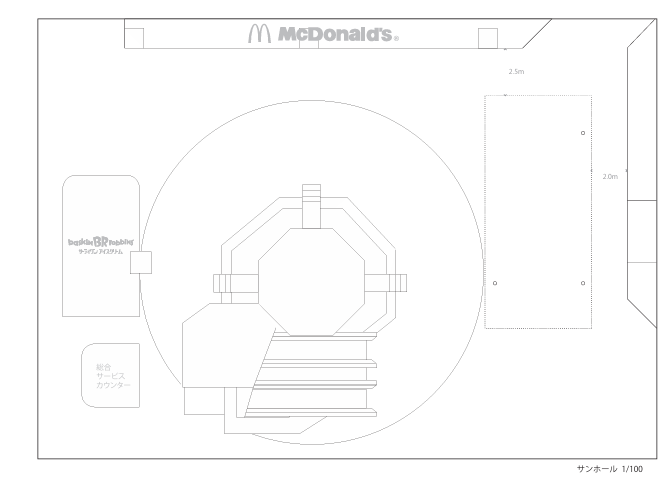 McDonald's®
2.5m
2.0m
baskin BR robbins
サーティワン アイスクリーム
総合
サービス
カウンター
サンホール 1/100